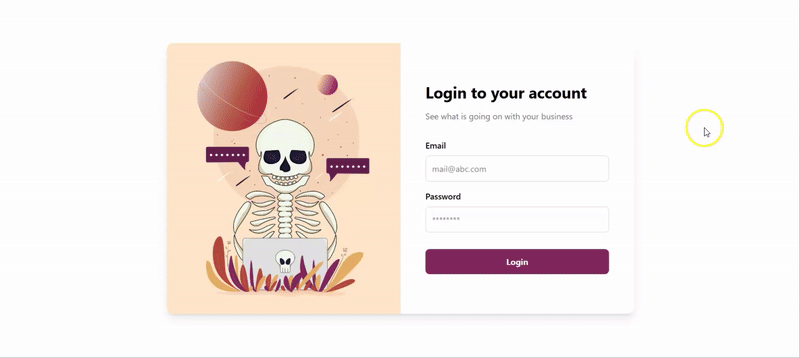 Login to your account
See what is going on with your business
Email
mail@abc.com
Password
********
Login